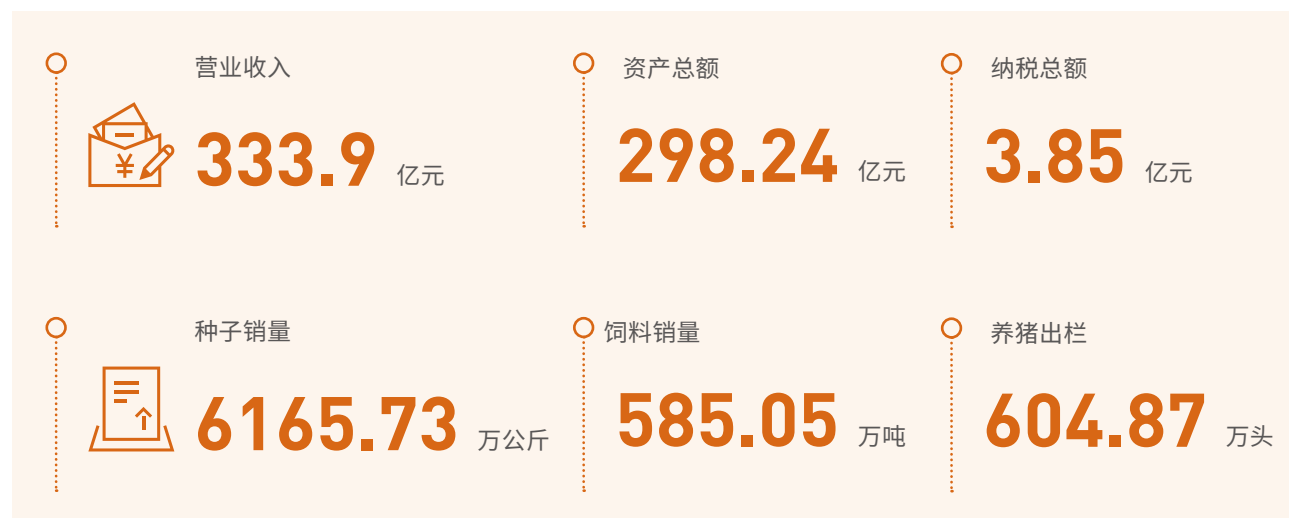 营业收入
333.9 亿元
资产总额
298.24 亿元
纳税总额
3.85 亿元
种子销量
6165.73 万公斤
饲料销量
585.05 万吨
养猪出栏
604.87 万头